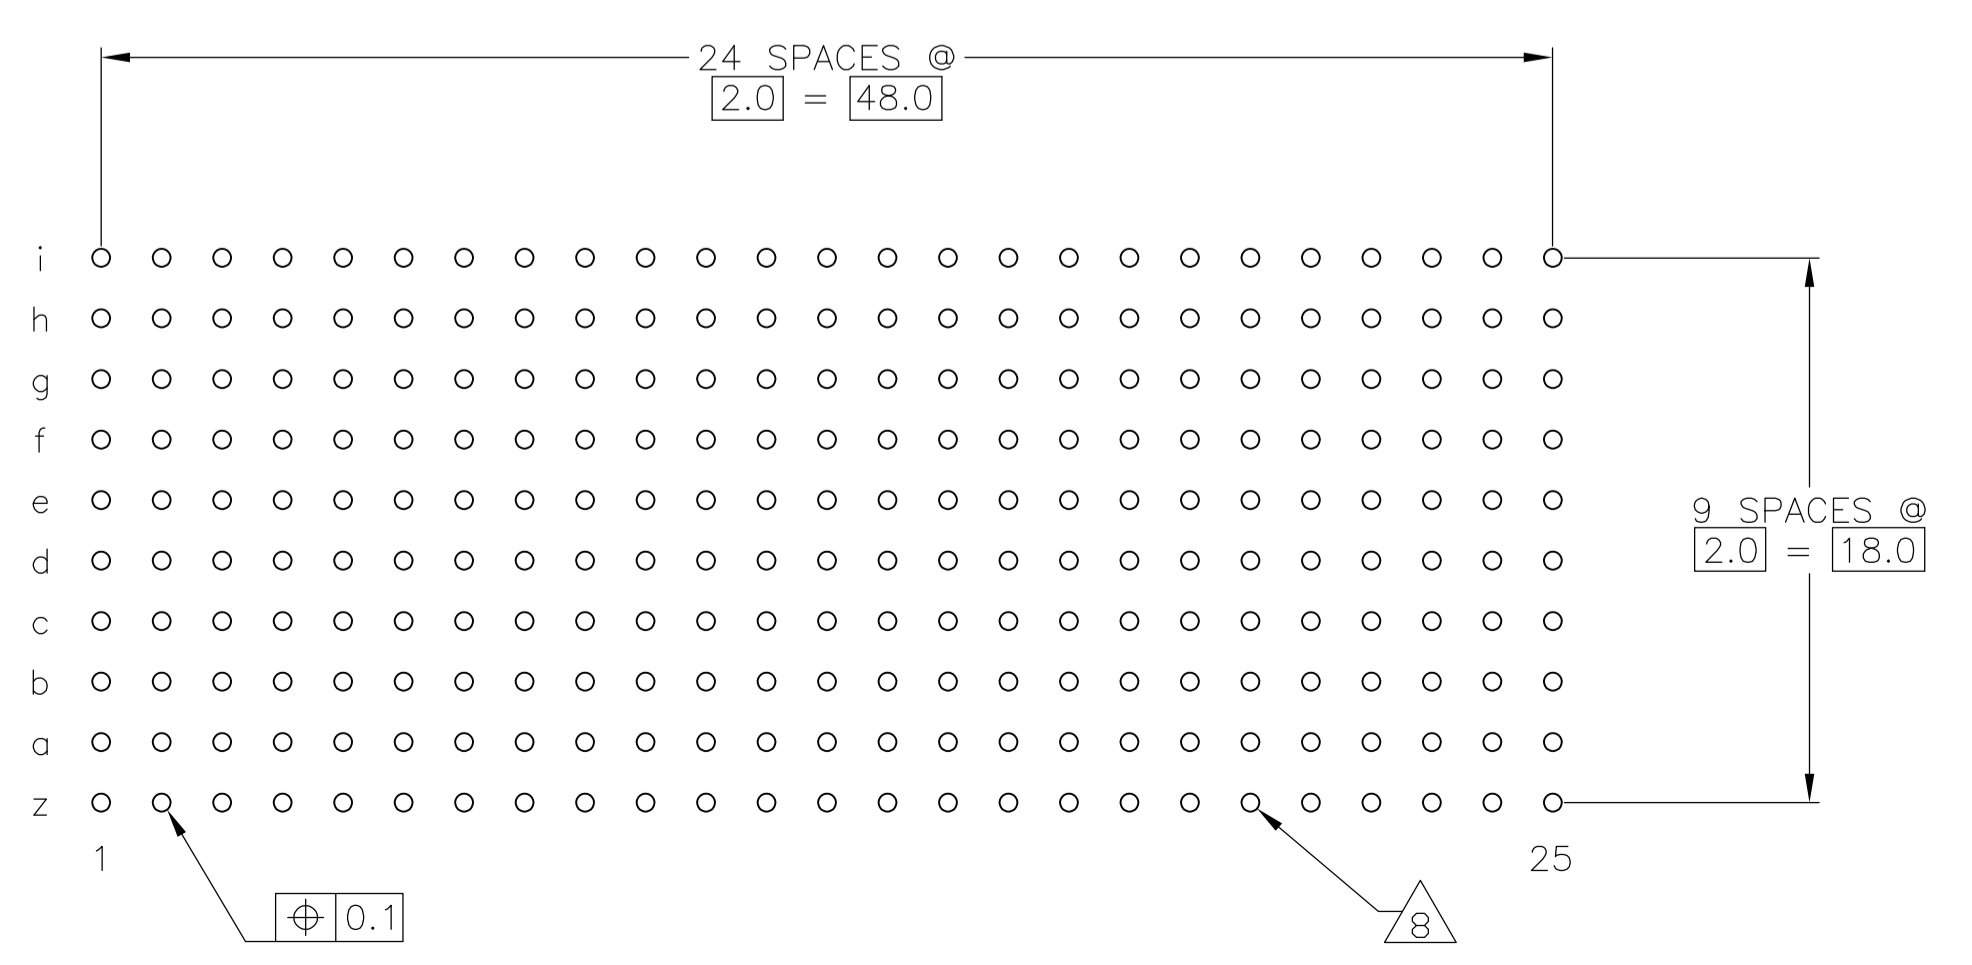 24 SPACES @
2.0 = 48.0
i
h
g
f
e
d
c
b
a
z
9 SPACES @
2.0 = 18.0
1
25
⌖ 0.1
8